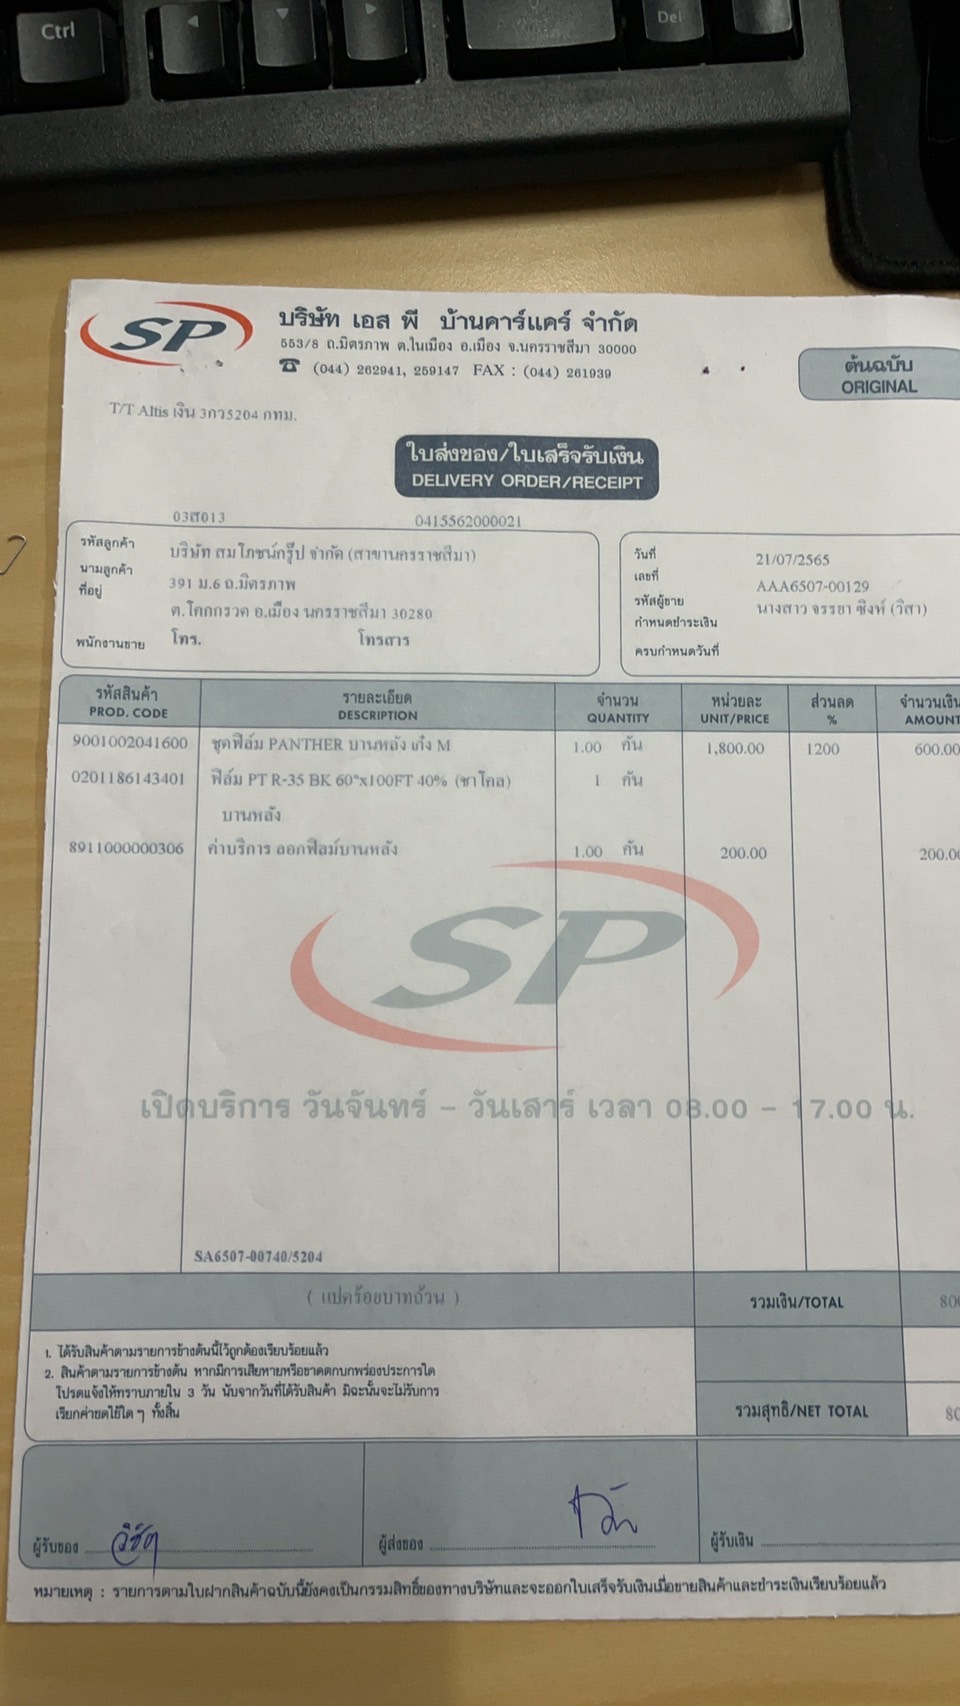 Ctrl
Del
SP
บริษัท เอส พี บ้านคาร์แคร์ จำกัด
553/8 ถ.มิตรภาพ ต.ในเมือง อ.เมือง จ.นครราชสีมา 30000
☎ (044) 262941, 259147 FAX : (044) 261939
ต้นฉบับ
ORIGINAL
T/T Altis เงิน 3กว5204 กทม.
ใบส่งของ/ใบเสร็จรับเงิน
DELIVERY ORDER/RECEIPT
03ส013 0415562000021
รหัสลูกค้า
นามลูกค้า บริษัท สมโภชน์กรุ๊ป จำกัด (สาขานครราชสีมา)
ที่อยู่ 391 ม.6 ถ.มิตรภาพ
ต.โคกกรวด อ.เมือง นครราชสีมา 30280
พนักงานขาย โทร. โทรสาร
วันที่ 21/07/2565
เลขที่ AAA6507-00129
รหัสผู้ขาย นางสาว จรรยา ซิงห์ (วิสา)
กำหนดชำระเงิน
ครบกำหนดวันที่
รหัสสินค้า รายละเอียด จำนวน หน่วยละ ส่วนลด จำนวนเงิน
PROD. CODE DESCRIPTION QUANTITY UNIT/PRICE % AMOUNT
9001002041600 ชุดฟิล์ม PANTHER บานหลัง เก๋ง M 1.00 คัน 1,800.00 1200 600.00
0201186143401 ฟิล์ม PT R-35 BK 60"x100FT 40% (ชาโคล) 1 คัน
บานหลัง
8911000000306 ค่าบริการ ลอกฟิลม์บานหลัง 1.00 คัน 200.00 200.00
SP
เปิดบริการ วันจันทร์ - วันเสาร์ เวลา 08.00 - 17.00 น.
SA6507-00740/5204
( แปดร้อยบาทถ้วน ) รวมเงิน/TOTAL 800
1. ได้รับสินค้าตามรายการข้างต้นนี้ไว้ถูกต้องเรียบร้อยแล้ว
2. สินค้าตามรายการข้างต้น หากมีการเสียหายหรือขาดตกบกพร่องประการใด
โปรดแจ้งให้ทราบภายใน 3 วัน นับจากวันที่ได้รับสินค้า มิฉะนั้นจะไม่รับการ
เรียกค่าชดใช้ใด ๆ ทั้งสิ้น
รวมสุทธิ/NET TOTAL 80
ผู้รับของ วิชัต ผู้ส่งของ ผู้รับเงิน
หมายเหตุ : รายการตามใบฝากสินค้าฉบับนี้ยังคงเป็นกรรมสิทธิ์ของทางบริษัทและจะออกใบเสร็จรับเงินเมื่อขายสินค้าและชำระเงินเรียบร้อยแล้ว